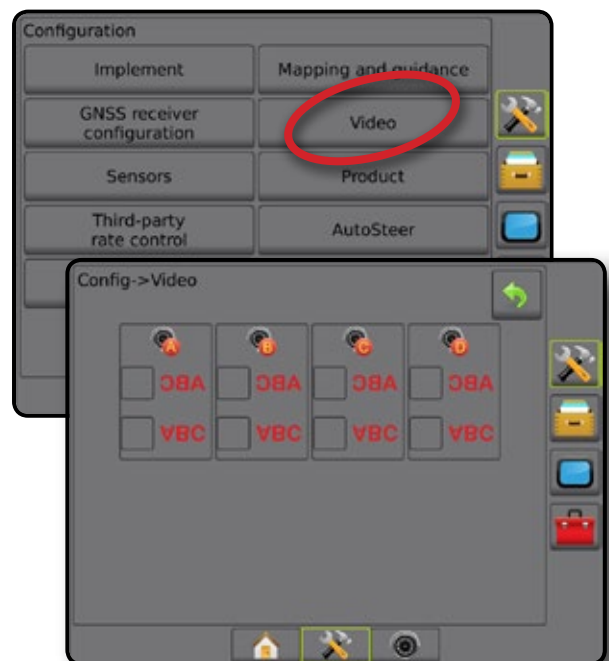 Configuration
Implement
Mapping and guidance
GNSS receiver configuration
Video
Sensors
Product
Third-party rate control
AutoSteer
Config->Video
A B C D
ABC ABC ABC ABC
ABC ABC ABC ABC